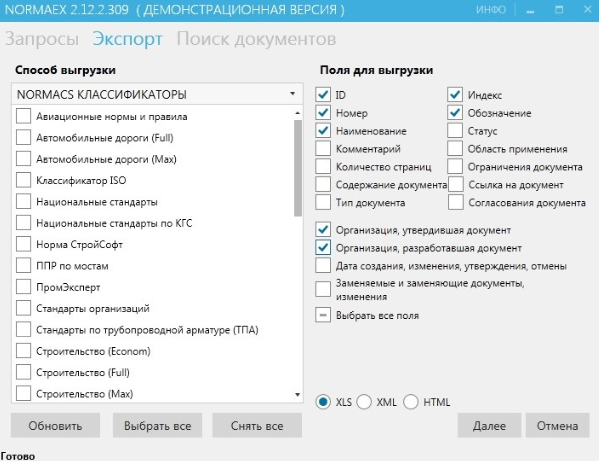 NORMAEX 2.12.2.309 ( ДЕМОНСТРАЦИОННАЯ ВЕРСИЯ ) ИНФО
Запросы Экспорт Поиск документов
Способ выгрузки
NORMACS КЛАССИФИКАТОРЫ
Авиационные нормы и правила
Автомобильные дороги (Full)
Автомобильные дороги (Max)
Классификатор ISO
Национальные стандарты
Национальные стандарты по КГС
Норма СтройСофт
ППР по мостам
ПромЭксперт
Стандарты организаций
Стандарты по трубопроводной арматуре (ТПА)
Строительство (Econom)
Строительство (Full)
Строительство (Max)
Обновить Выбрать все Снять все
Поля для выгрузки
ID Индекс
Номер Обозначение
Наименование Статус
Комментарий Область применения
Количество страниц Ограничения документа
Содержание документа Ссылка на документ
Тип документа Согласования документа
Организация, утвердившая документ
Организация, разработавшая документ
Дата создания, изменения, утверждения, отмены
Заменяемые и заменяющие документы,
изменения
Выбрать все поля
XLS XML HTML
Далее Отмена
Готово